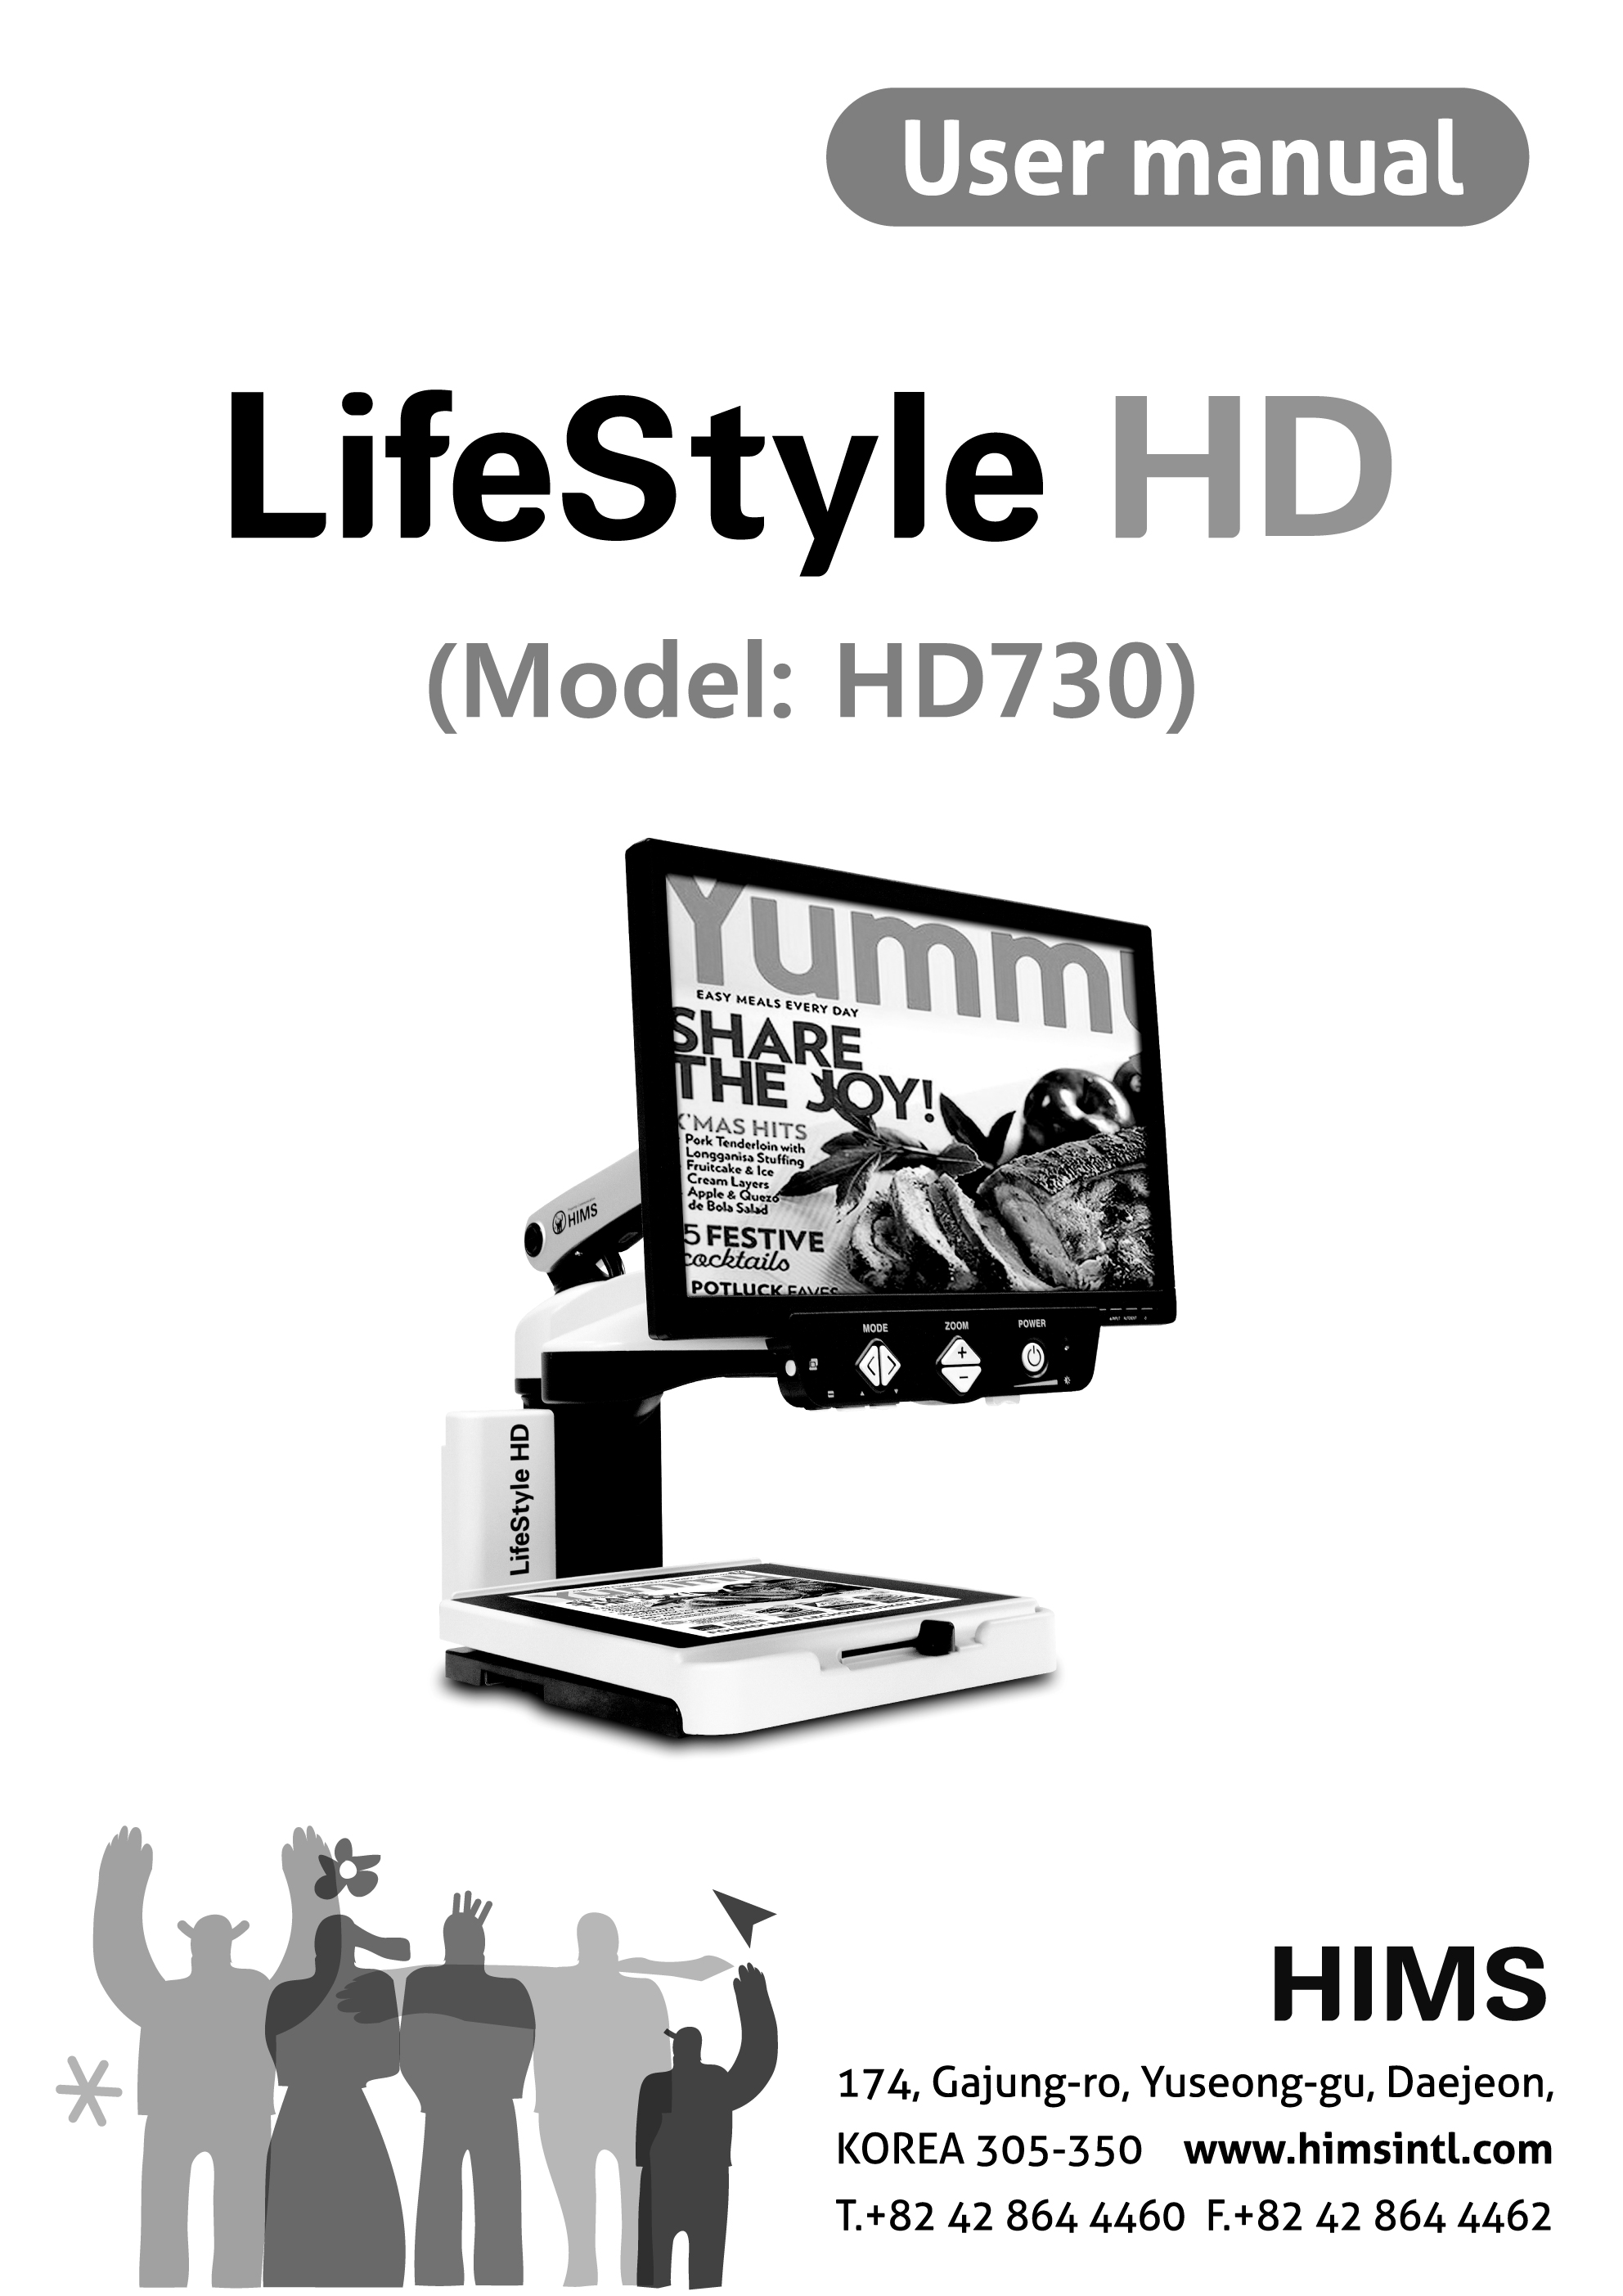 User manual
LifeStyle HD
(Model: HD730)
Yumm
EASY MEALS EVERY DAY
SHARE
THE JOY!
X'MAS HITS
Pork Tenderloin with
Longganisa Stuffing
Fruitcake & Ice
Cream Layers
Apple & Quezo
de Bola Salad
5 FESTIVE
cocktails
POTLUCK FAVES
HIMS
MODE ZOOM POWER
LifeStyle HD
Yummy
HIMS
174, Gajung-ro, Yuseong-gu, Daejeon,
KOREA 305-350 www.himsintl.com
T.+82 42 864 4460 F.+82 42 864 4462